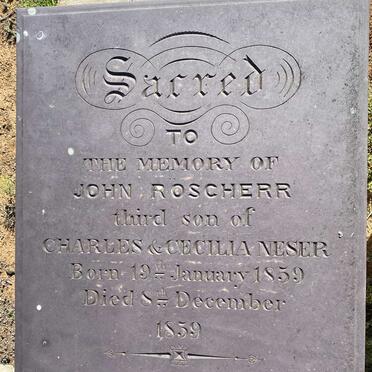 Sacred
TO
THE MEMORY OF
JOHN ROSCHERR
third son of
CHARLES & CECILIA NESER
Born 19th January 1859
Died 8th December
1859